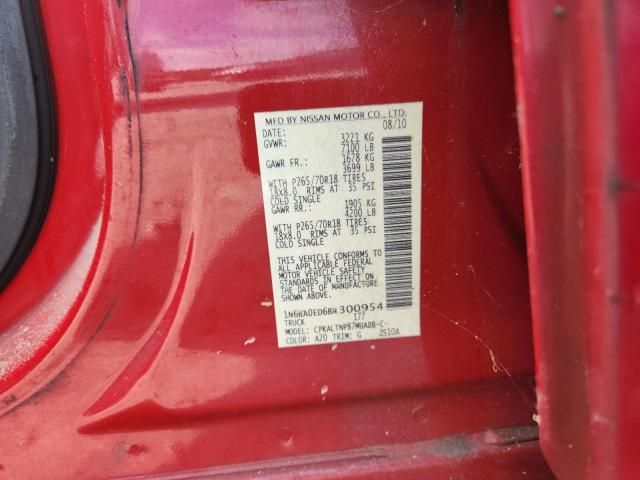 MFD BY NISSAN MOTOR CO., LTD.
DATE: 08/10
GVWR: 3221 KG
7100 LB
GAWR FR.: 1678 KG
3699 LB
WITH P265/70R18 TIRES
18X8.0 RIMS AT 35 PSI
COLD SINGLE
GAWR RR.: 1905 KG
4200 LB
WITH P265/70R18 TIRES
18X8.0 RIMS AT 35 PSI
COLD SINGLE
THIS VEHICLE CONFORMS TO
ALL APPLICABLE FEDERAL
MOTOR VEHICLE SAFETY
STANDARDS IN EFFECT ON
THE DATE OF MANUFACTURE
SHOWN ABOVE.
1N6BA0ED6BN300954
TRUCK 177
MODEL: CPKALTNP87MUADB-C-
COLOR: A20 TRIM: G ZS10A